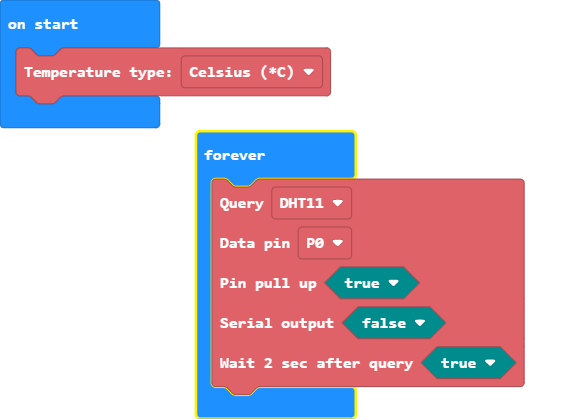 on start
Temperature type: Celsius (*C)
forever
Query DHT11
Data pin P0
Pin pull up true
Serial output false
Wait 2 sec after query true